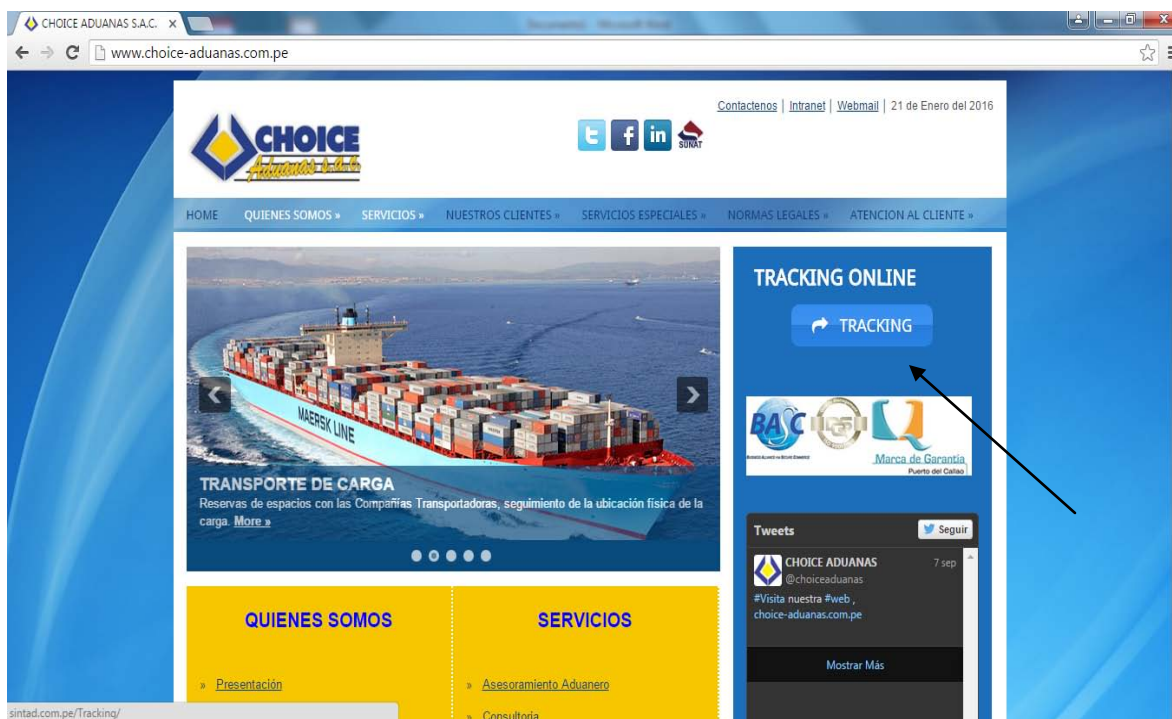 CHOICE ADUANAS S.A.C.
www.choice-aduanas.com.pe
Contactenos | Intranet | Webmail | 21 de Enero del 2016
CHOICE
Aduanas S.A.C.
SUNAT
HOME QUIENES SOMOS » SERVICIOS » NUESTROS CLIENTES » SERVICIOS ESPECIALES » NORMAS LEGALES » ATENCION AL CLIENTE »
MAERSK LINE
TRANSPORTE DE CARGA
Reservas de espacios con las Compañías Transportadoras, seguimiento de la ubicación física de la
carga. More »
TRACKING ONLINE
TRACKING
BASC
Marca de Garantía
Puerto del Callao
Tweets
Seguir
CHOICE ADUANAS 7 sep
@choiceaduanas
#Visita nuestra #web ,
choice-aduanas.com.pe
Mostrar Más
QUIENES SOMOS
» Presentación
SERVICIOS
» Asesoramiento Aduanero
» Consultoria
sintad.com.pe/Tracking/